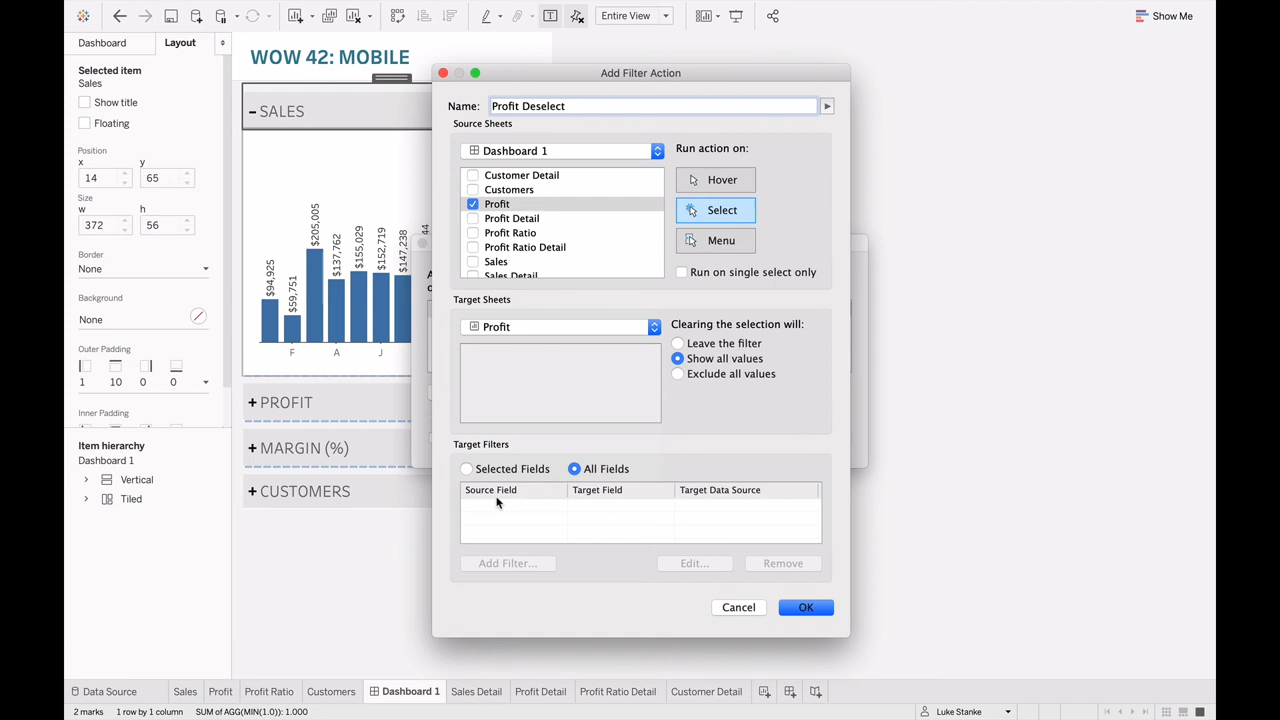 Entire View
Show Me
Dashboard
Layout
Selected item
Sales
Show title
Floating
Position
x
y
14
65
Size
w
h
372
56
Border
None
Background
None
Outer Padding
1
10
0
0
Inner Padding
Item hierarchy
Dashboard 1
Vertical
Tiled
WOW 42: MOBILE
- SALES
$94,925
$59,751
$205,005
$137,762
$155,029
$152,719
$147,238
44
F
A
J
+ PROFIT
+ MARGIN (%)
+ CUSTOMERS
Add Filter Action
Name:
Profit Deselect
Source Sheets
Dashboard 1
Customer Detail
Customers
Profit
Profit Detail
Profit Ratio
Profit Ratio Detail
Sales
Sales Detail
Run action on:
Hover
Select
Menu
Run on single select only
Target Sheets
Profit
Clearing the selection will:
Leave the filter
Show all values
Exclude all values
Target Filters
Selected Fields
All Fields
Source Field
Target Field
Target Data Source
Add Filter...
Edit...
Remove
Cancel
OK
Data Source
Sales
Profit
Profit Ratio
Customers
Dashboard 1
Sales Detail
Profit Detail
Profit Ratio Detail
Customer Detail
2 marks
1 row by 1 column
SUM of AGG(MIN(1.0)): 1.000
Luke Stanke